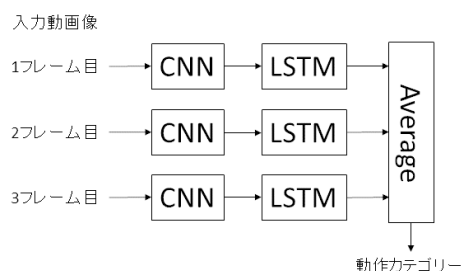 入力動画像
1フレーム目
CNN
LSTM
2フレーム目
CNN
LSTM
3フレーム目
CNN
LSTM
Average
動作カテゴリー